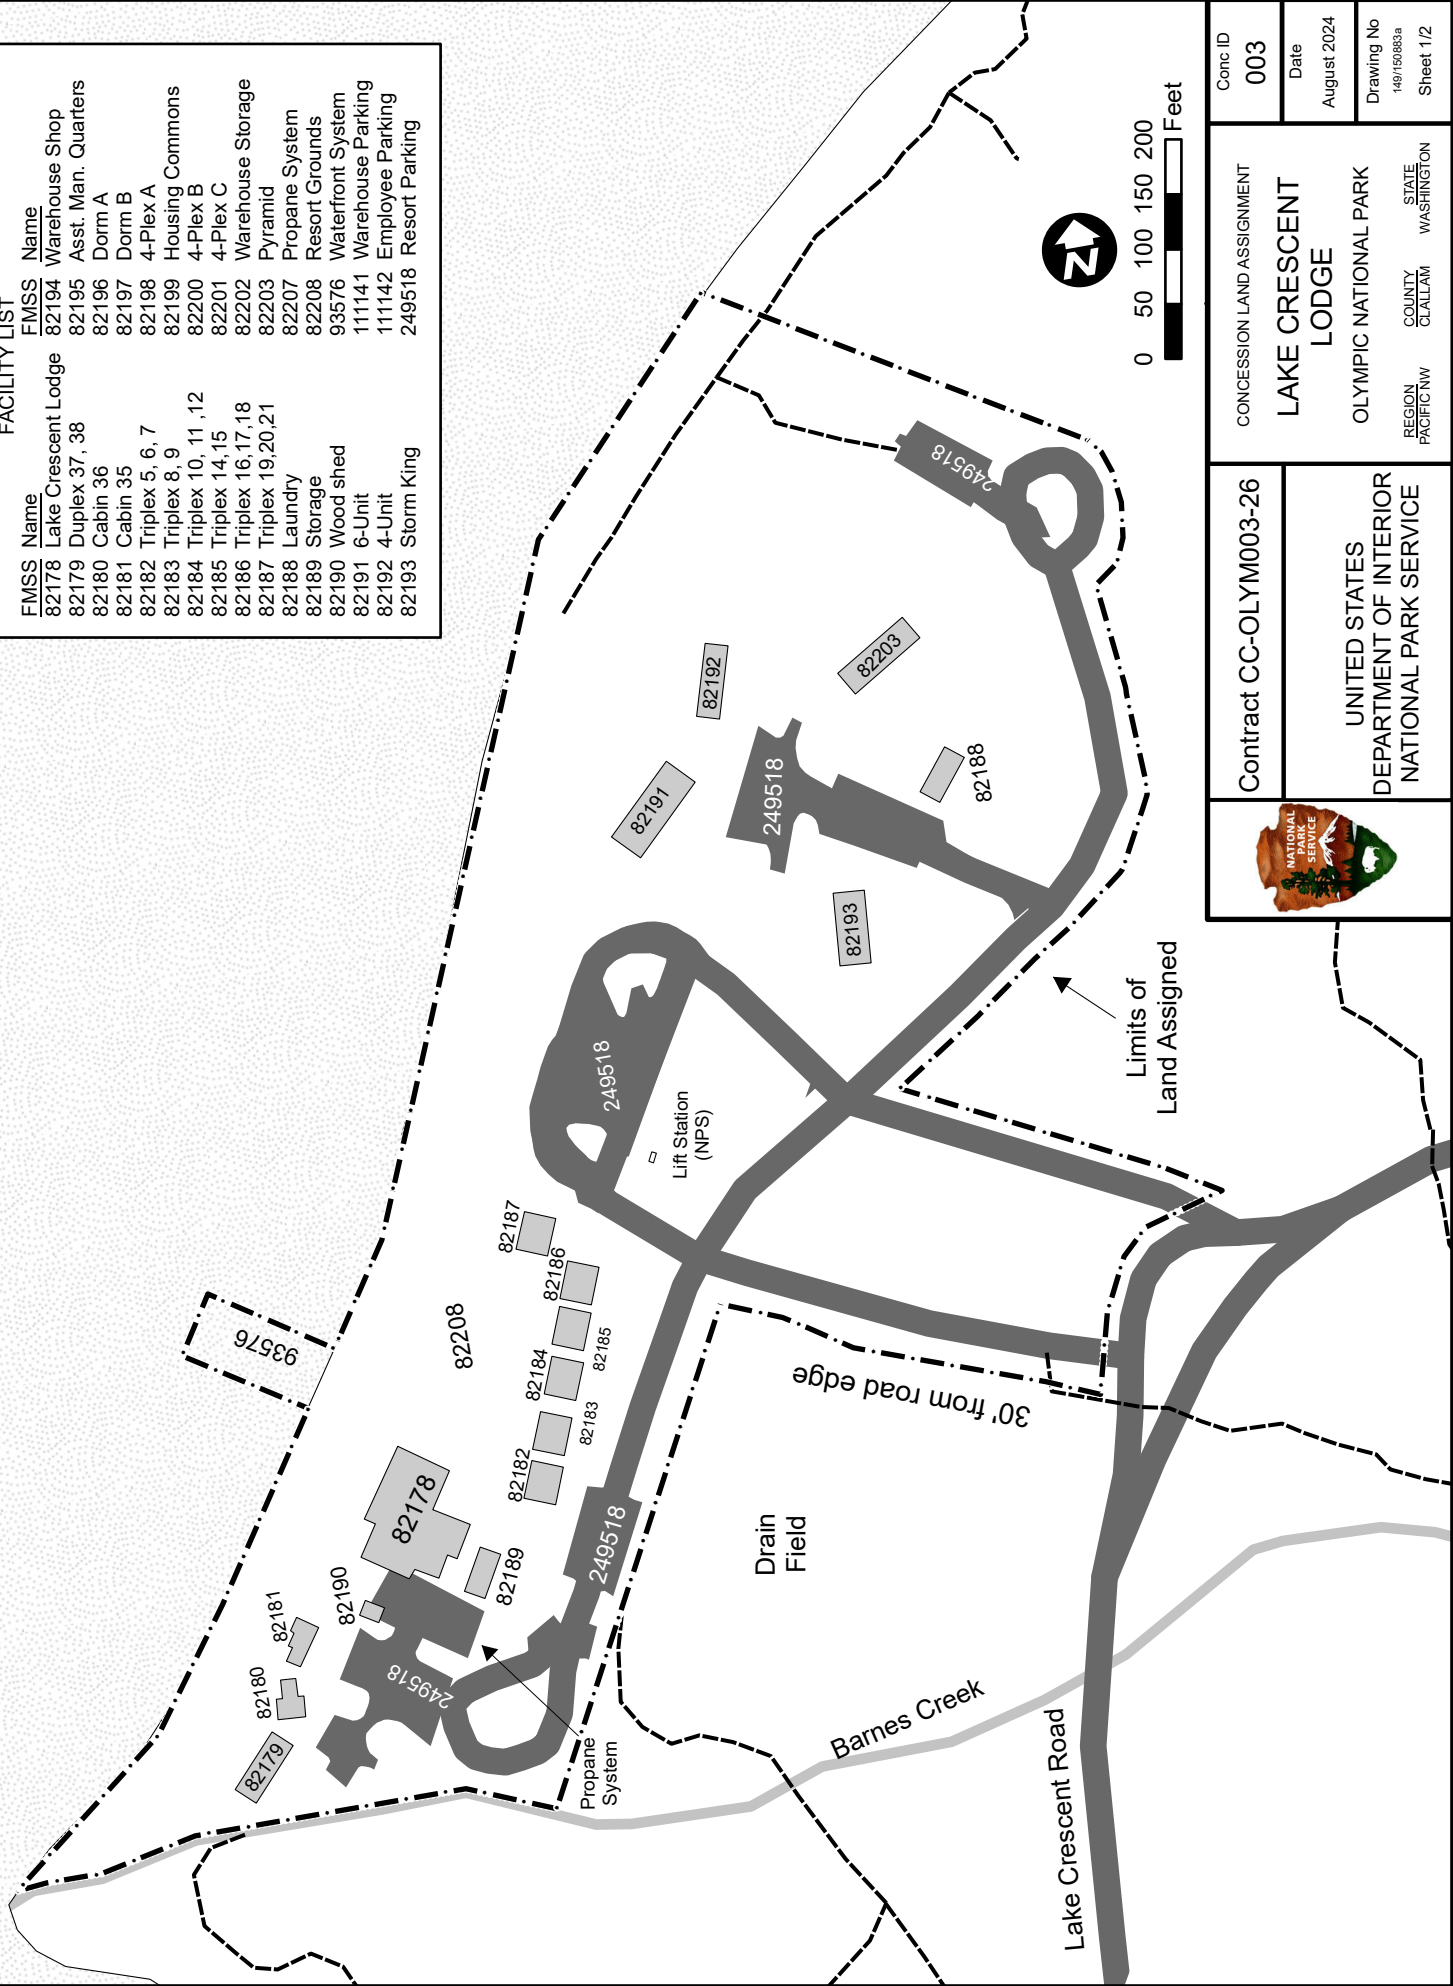 FACILITY LIST
FMSS Name
82178 Lake Crescent Lodge
82179 Duplex 37, 38
82180 Cabin 36
82181 Cabin 35
82182 Triplex 5, 6, 7
82183 Triplex 8, 9
82184 Triplex 10, 11 ,12
82185 Triplex 14,15
82186 Triplex 16,17,18
82187 Triplex 19,20,21
82188 Laundry
82189 Storage
82190 Wood shed
82191 6-Unit
82192 4-Unit
82193 Storm King
FMSS Name
82194 Warehouse Shop
82195 Asst. Man. Quarters
82196 Dorm A
82197 Dorm B
82198 4-Plex A
82199 Housing Commons
82200 4-Plex B
82201 4-Plex C
82202 Warehouse Storage
82203 Pyramid
82207 Propane System
82208 Resort Grounds
93576 Waterfront System
111141 Warehouse Parking
111142 Employee Parking
249518 Resort Parking
93576
82179
82180
82181
82190
82178
82189
249518
Propane
System
249518
82182
82183
82184
82185
82186
82187
82208
249518
Lift Station
(NPS)
82191
82192
249518
82193
82203
82188
249518
Limits of
Land Assigned
30' from road edge
Drain
Field
Barnes Creek
Lake Crescent Road
N
0 50 100 150 200
Feet
NATIONAL
PARK
SERVICE
Contract CC-OLYM003-26
UNITED STATES
DEPARTMENT OF INTERIOR
NATIONAL PARK SERVICE
CONCESSION LAND ASSIGNMENT
LAKE CRESCENT
LODGE
OLYMPIC NATIONAL PARK
REGION COUNTY STATE
PACIFIC NW CLALLAM WASHINGTON
Conc ID
003
Date
August 2024
Drawing No
149/150883a
Sheet 1/2